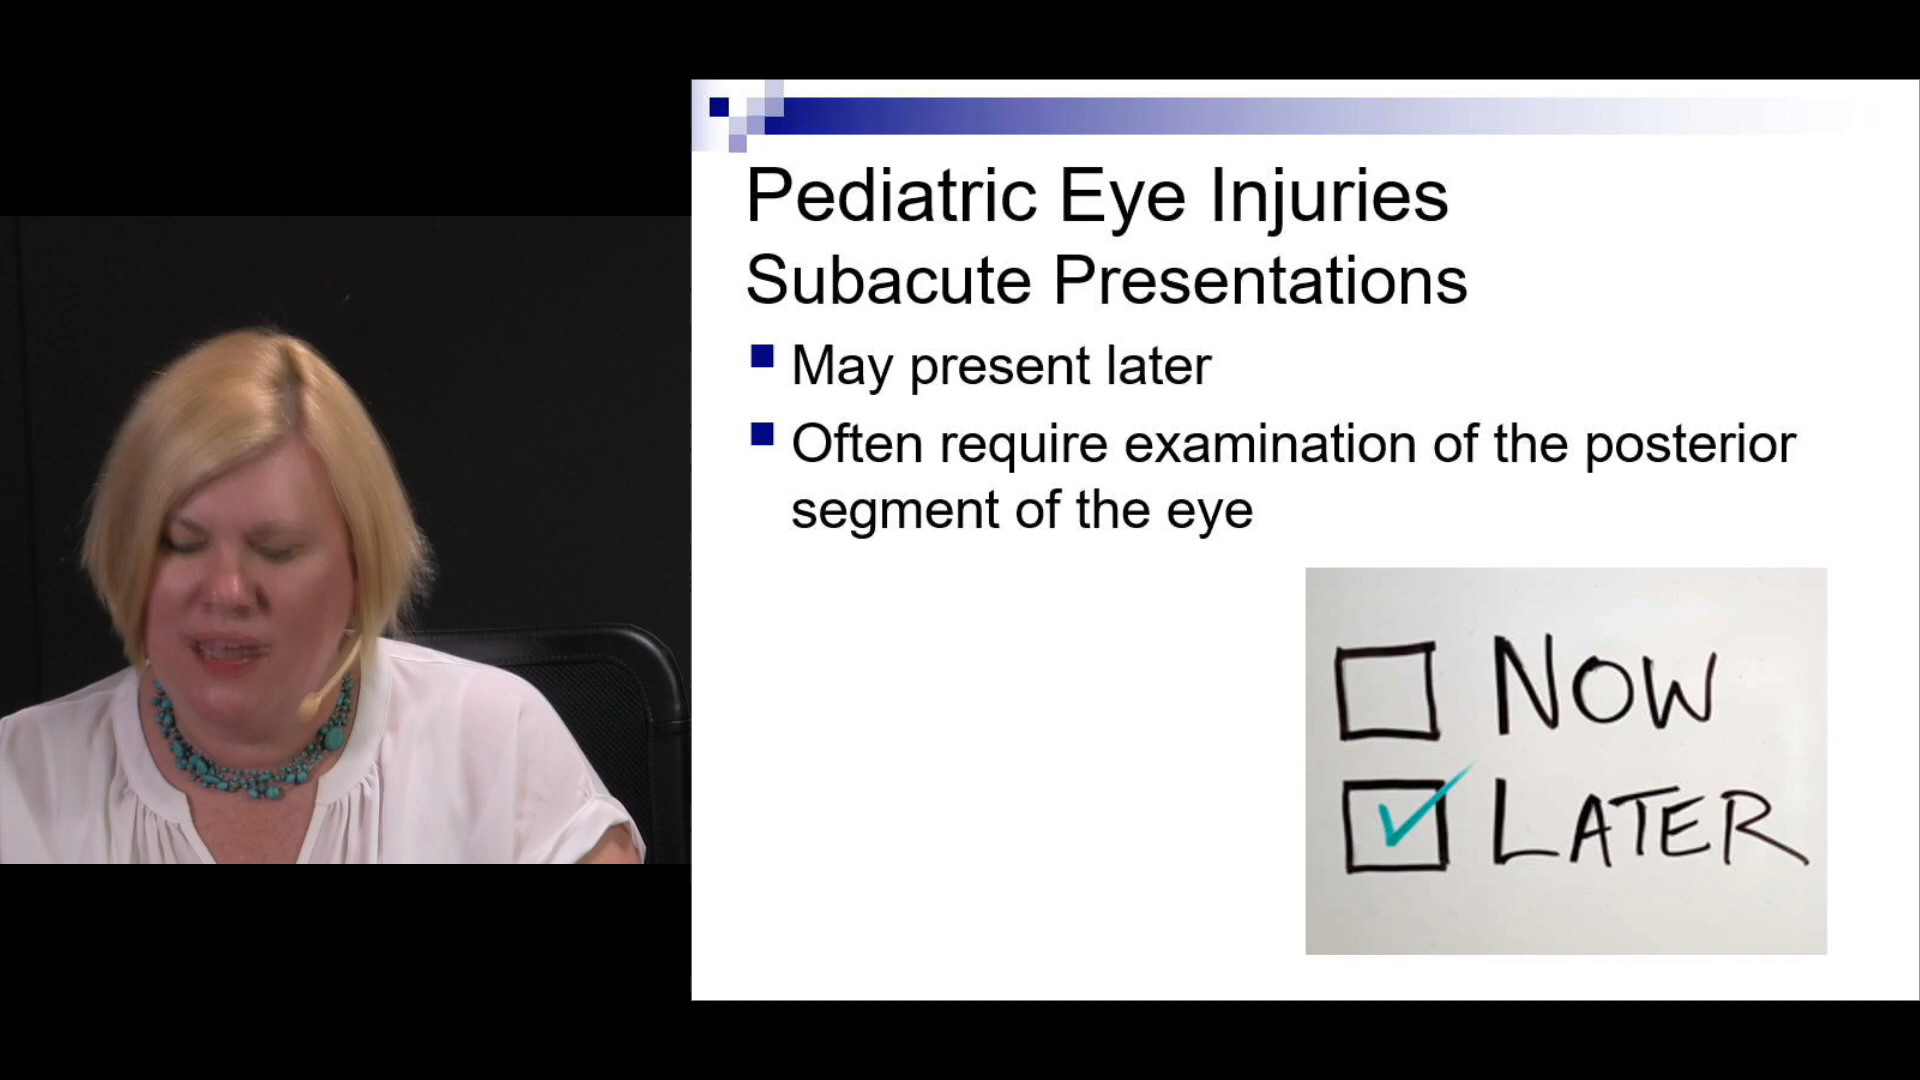 Pediatric Eye Injuries
Subacute Presentations
May present later
Often require examination of the posterior
segment of the eye
NOW
LATER